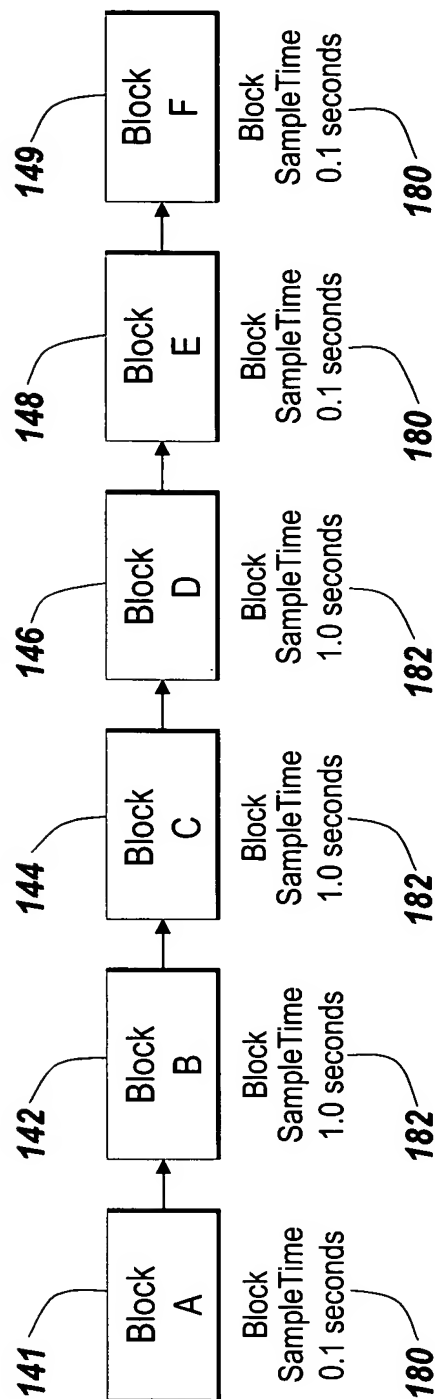 141
142
144
146
148
149
Block
A
Block
B
Block
C
Block
D
Block
E
Block
F
Block
SampleTime
0.1 seconds
Block
SampleTime
1.0 seconds
Block
SampleTime
1.0 seconds
Block
SampleTime
1.0 seconds
Block
SampleTime
0.1 seconds
Block
SampleTime
0.1 seconds
180
182
182
182
180
180